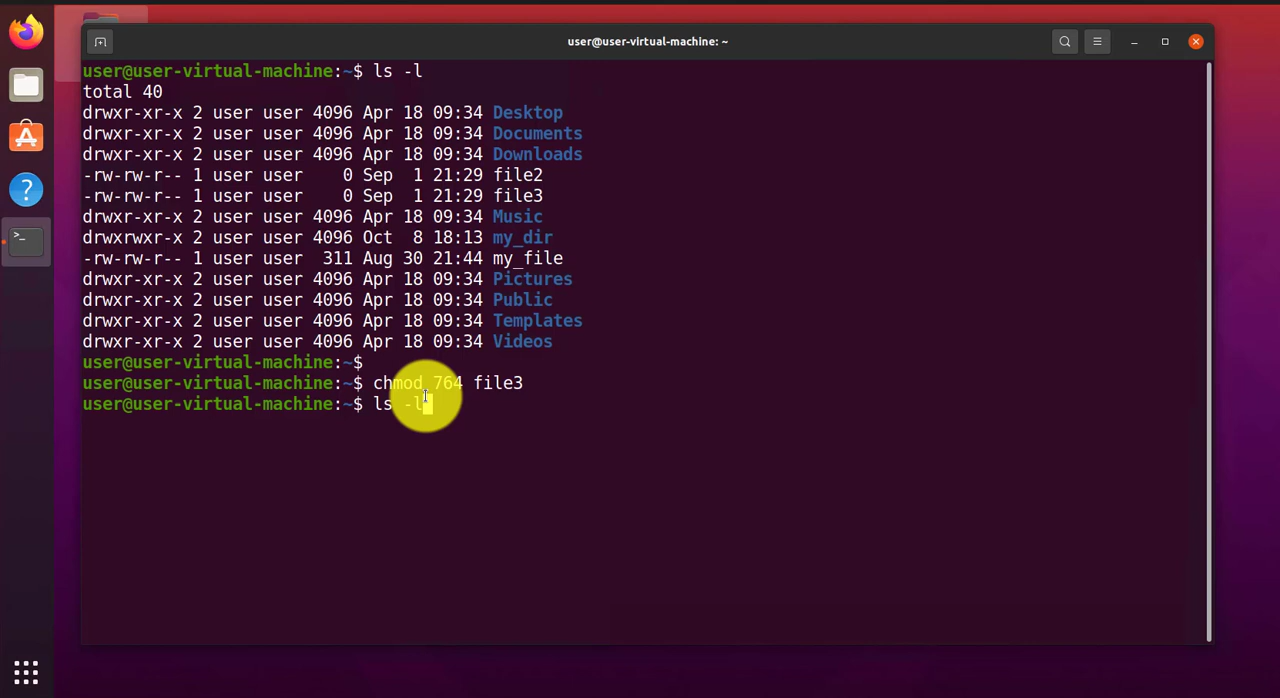 user@user-virtual-machine: ~
user@user-virtual-machine:~$ ls -l
total 40
drwxr-xr-x 2 user user 4096 Apr 18 09:34 Desktop
drwxr-xr-x 2 user user 4096 Apr 18 09:34 Documents
drwxr-xr-x 2 user user 4096 Apr 18 09:34 Downloads
-rw-rw-r-- 1 user user    0 Sep  1 21:29 file2
-rw-rw-r-- 1 user user    0 Sep  1 21:29 file3
drwxr-xr-x 2 user user 4096 Apr 18 09:34 Music
drwxrwxr-x 2 user user 4096 Oct  8 18:13 my_dir
-rw-rw-r-- 1 user user  311 Aug 30 21:44 my_file
drwxr-xr-x 2 user user 4096 Apr 18 09:34 Pictures
drwxr-xr-x 2 user user 4096 Apr 18 09:34 Public
drwxr-xr-x 2 user user 4096 Apr 18 09:34 Templates
drwxr-xr-x 2 user user 4096 Apr 18 09:34 Videos
user@user-virtual-machine:~$
user@user-virtual-machine:~$ chmod 764 file3
user@user-virtual-machine:~$ ls -l